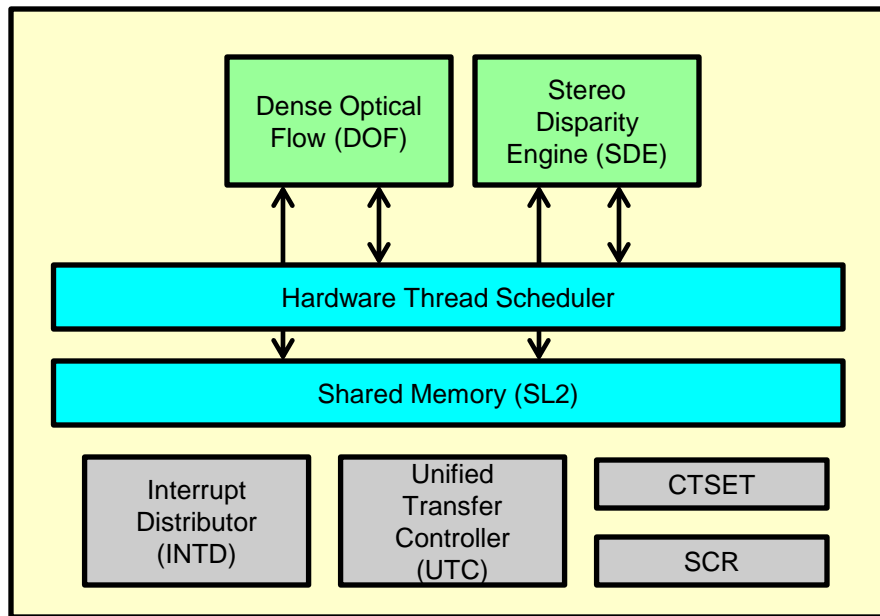 Dense Optical
Flow (DOF)
Stereo
Disparity
Engine (SDE)
Hardware Thread Scheduler
Shared Memory (SL2)
Interrupt
Distributor
(INTD)
Unified
Transfer
Controller
(UTC)
CTSET
SCR